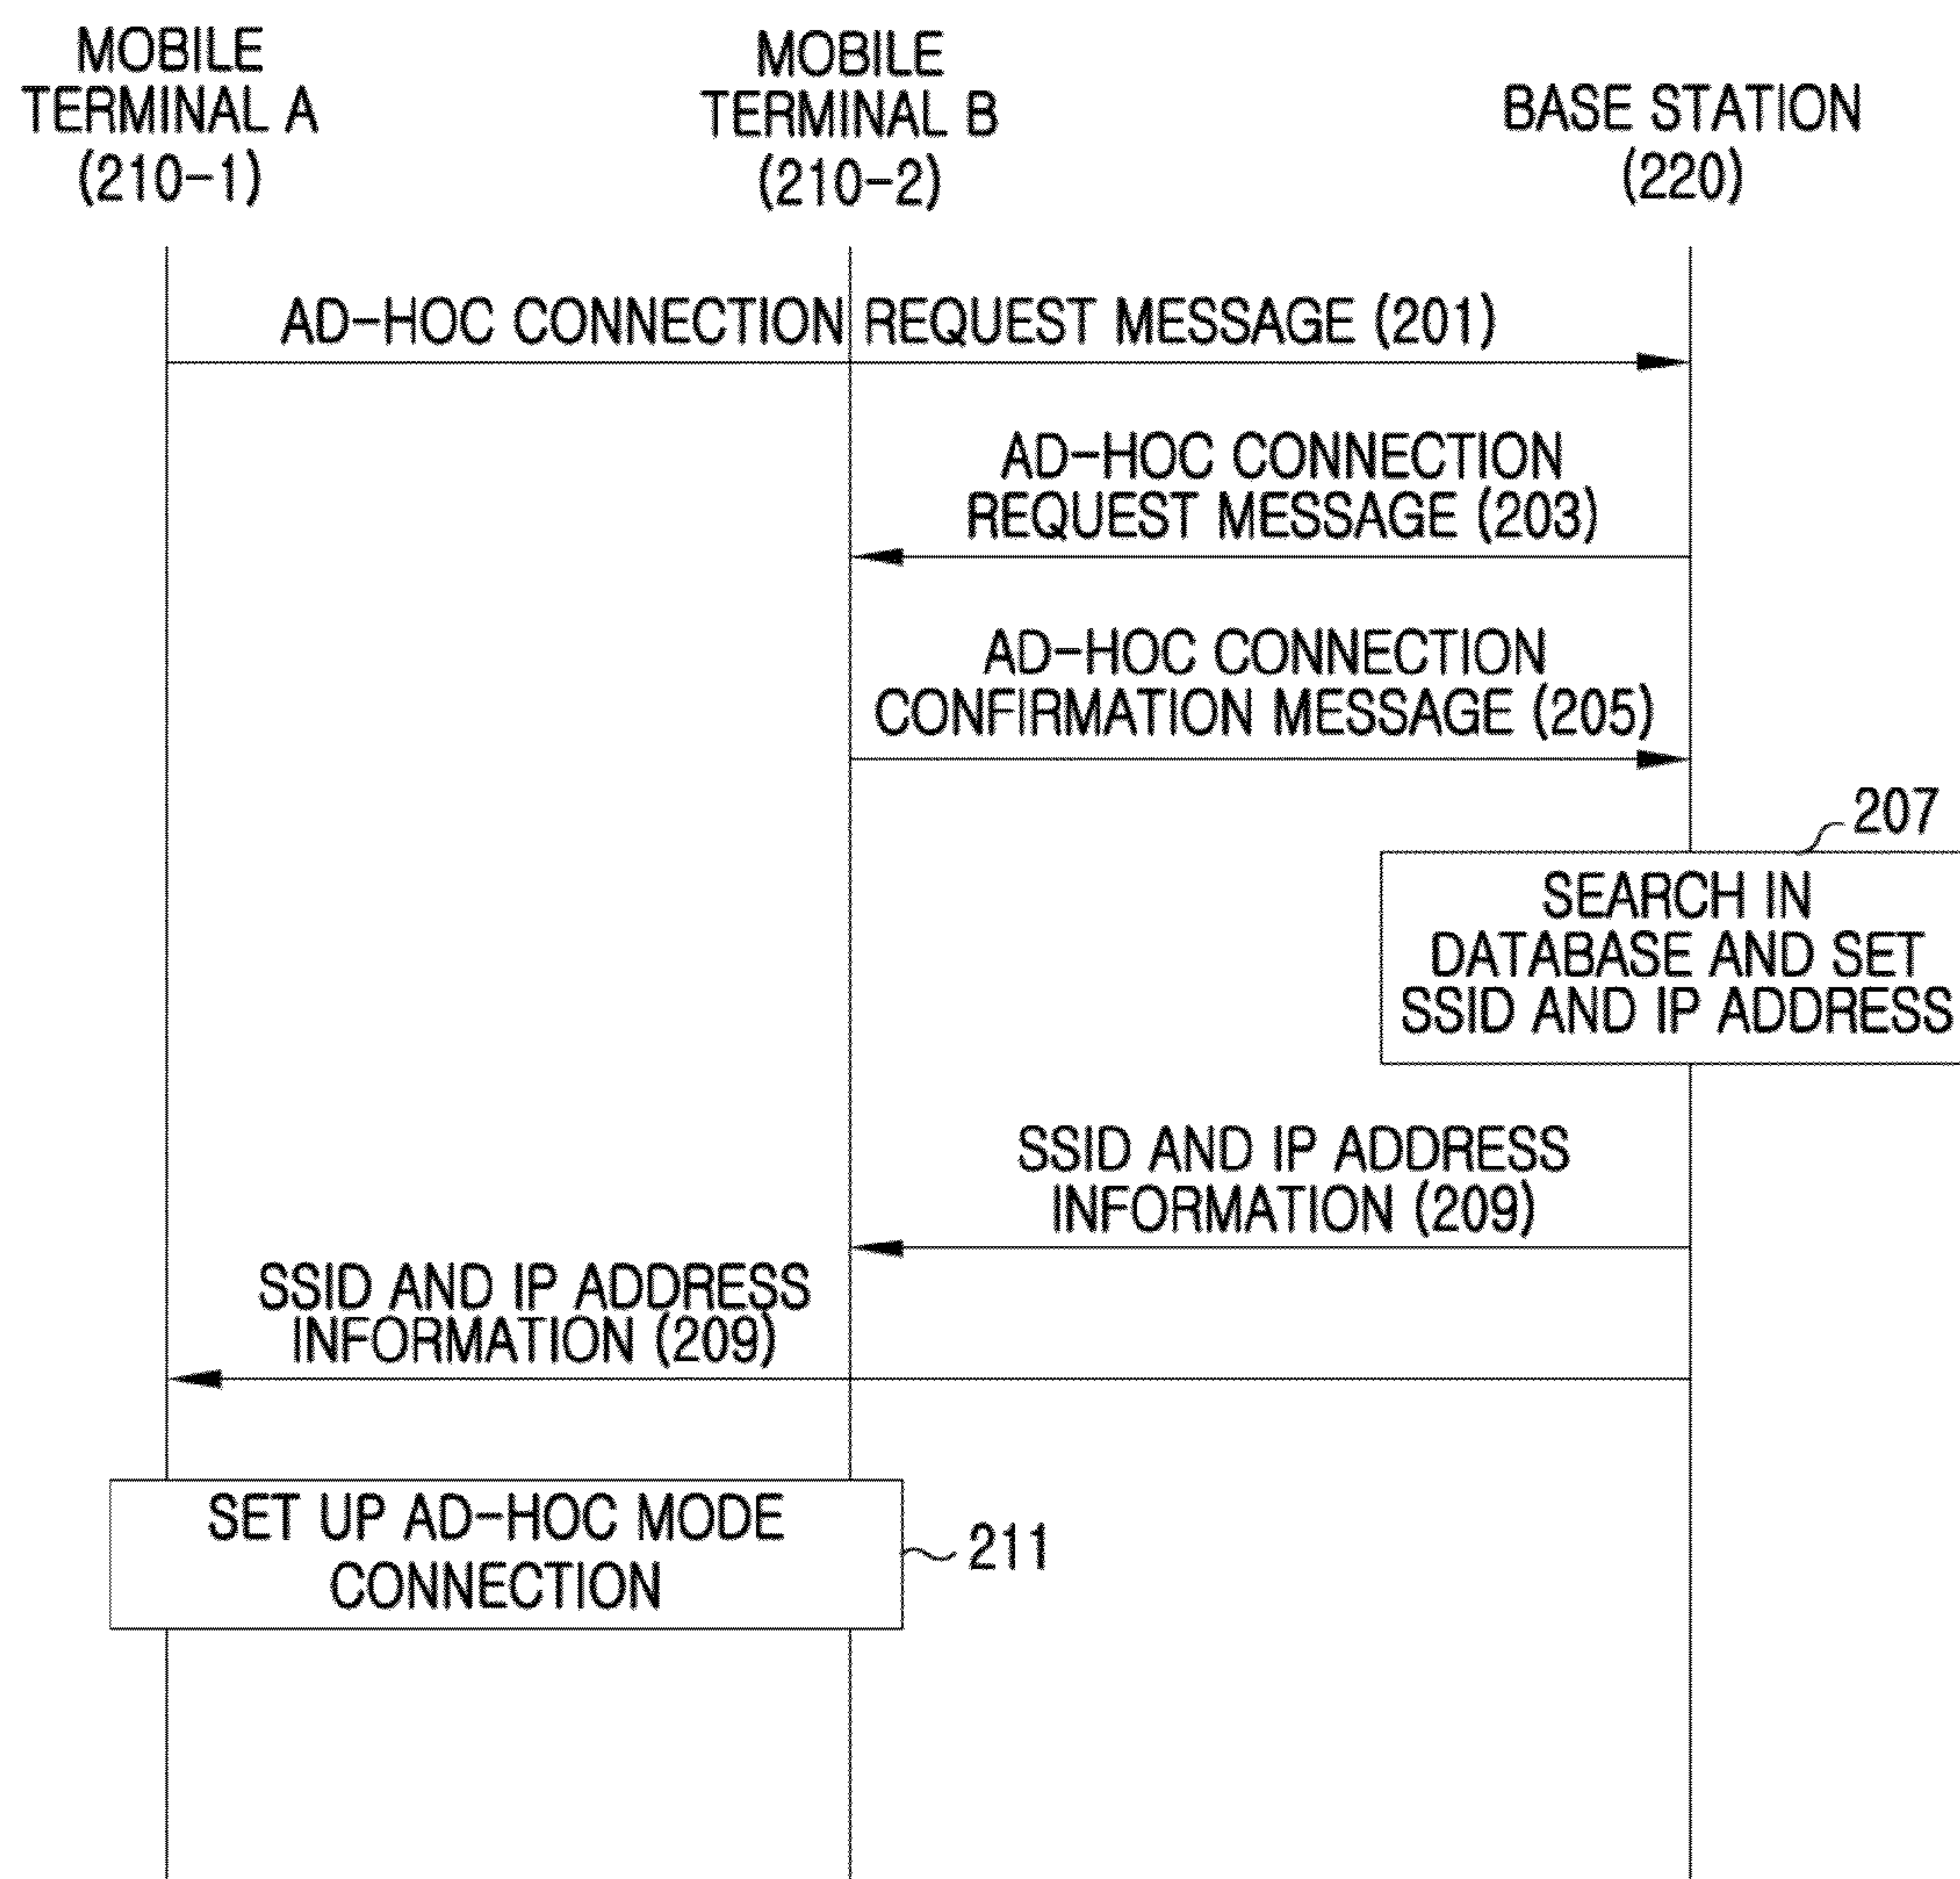 MOBILE
TERMINAL A
(210-1)
MOBILE
TERMINAL B
(210-2)
BASE STATION
(220)
AD-HOC CONNECTION REQUEST MESSAGE (201)
AD-HOC CONNECTION
REQUEST MESSAGE (203)
AD-HOC CONNECTION
CONFIRMATION MESSAGE (205)
207
SEARCH IN
DATABASE AND SET
SSID AND IP ADDRESS
SSID AND IP ADDRESS
INFORMATION (209)
SSID AND IP ADDRESS
INFORMATION (209)
SET UP AD-HOC MODE
CONNECTION
211